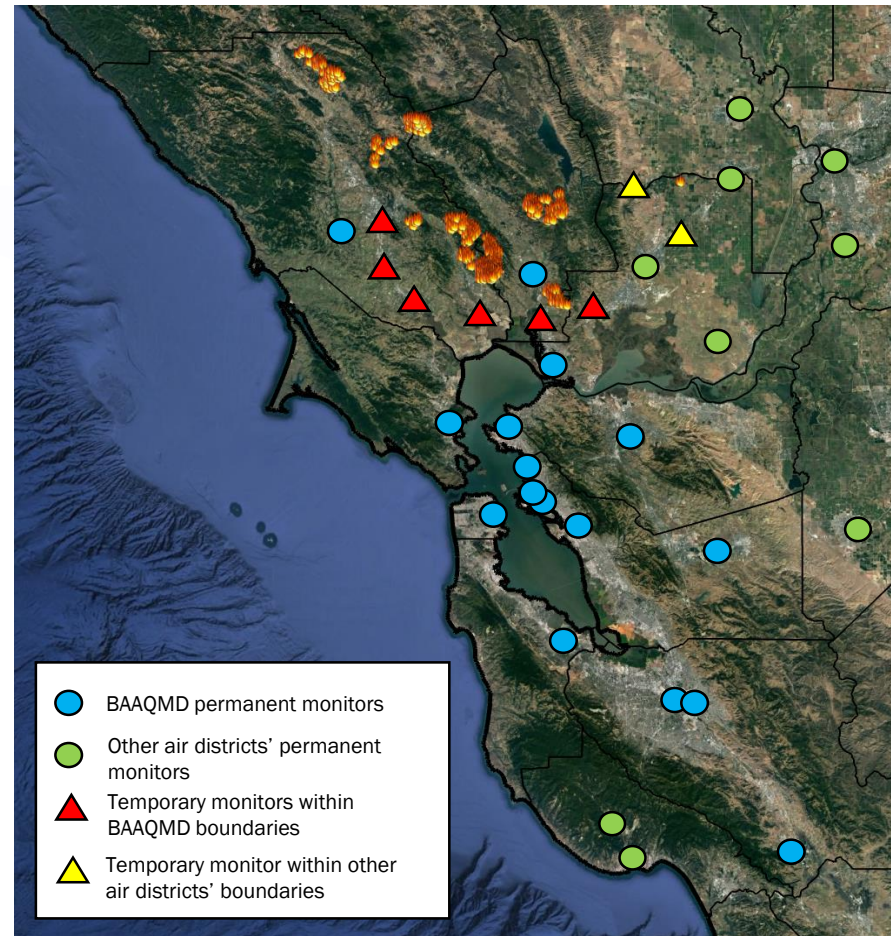 BAAQMD permanent monitors
Other air districts' permanent
monitors
Temporary monitors within
BAAQMD boundaries
Temporary monitor within other
air districts' boundaries